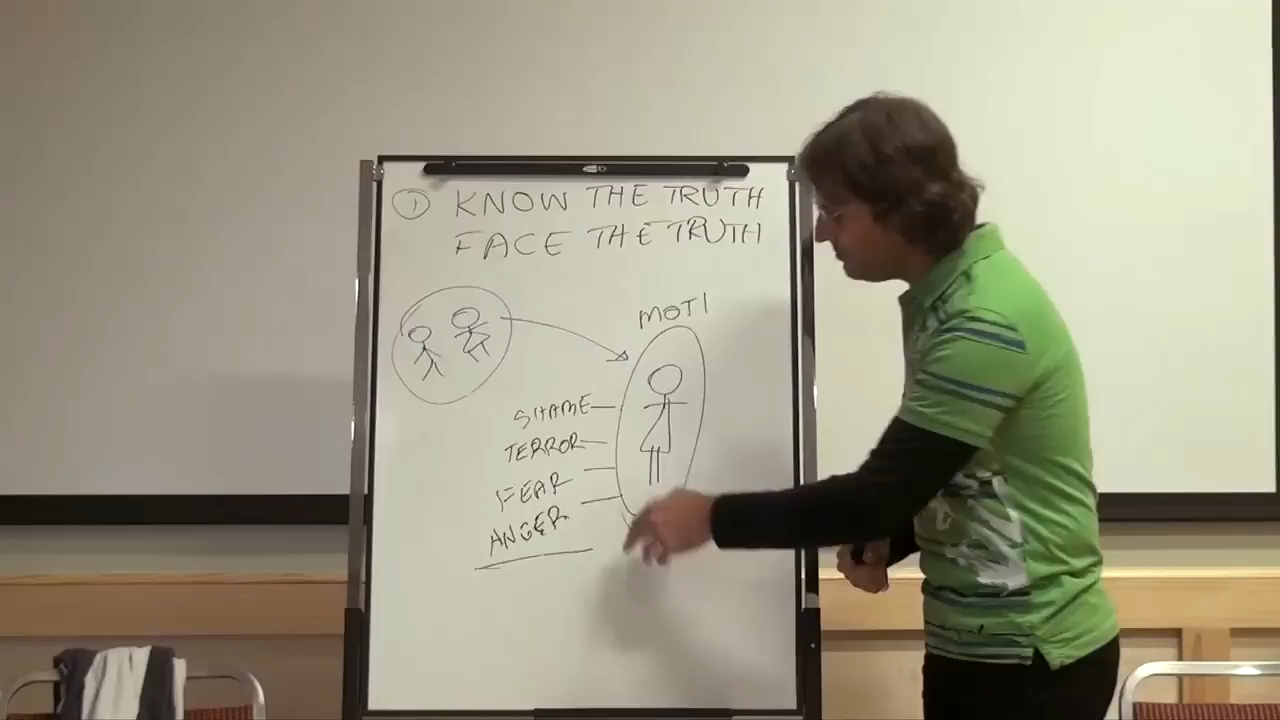 ① KNOW THE TRUTH
FACE THE TRUTH
MOTI
SHAME
TERROR
FEAR
ANGER